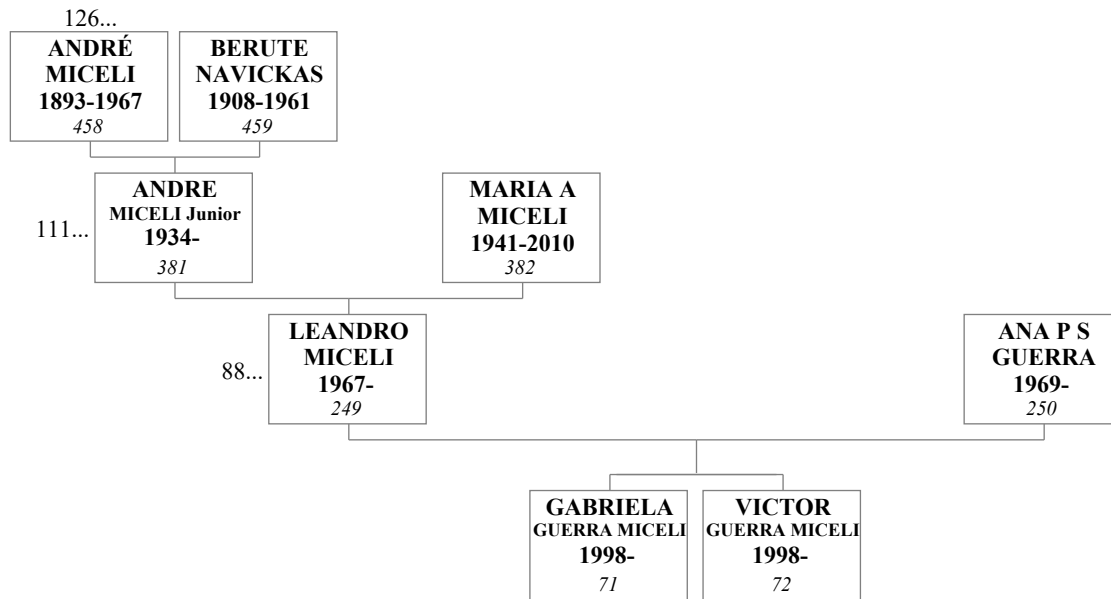 126...
ANDRÉ
MICELI
1893-1967
458
BERUTE
NAVICKAS
1908-1961
459
111...
ANDRE
MICELI Junior
1934-
381
MARIA A
MICELI
1941-2010
382
88...
LEANDRO
MICELI
1967-
249
ANA P S
GUERRA
1969-
250
GABRIELA
GUERRA MICELI
1998-
71
VICTOR
GUERRA MICELI
1998-
72